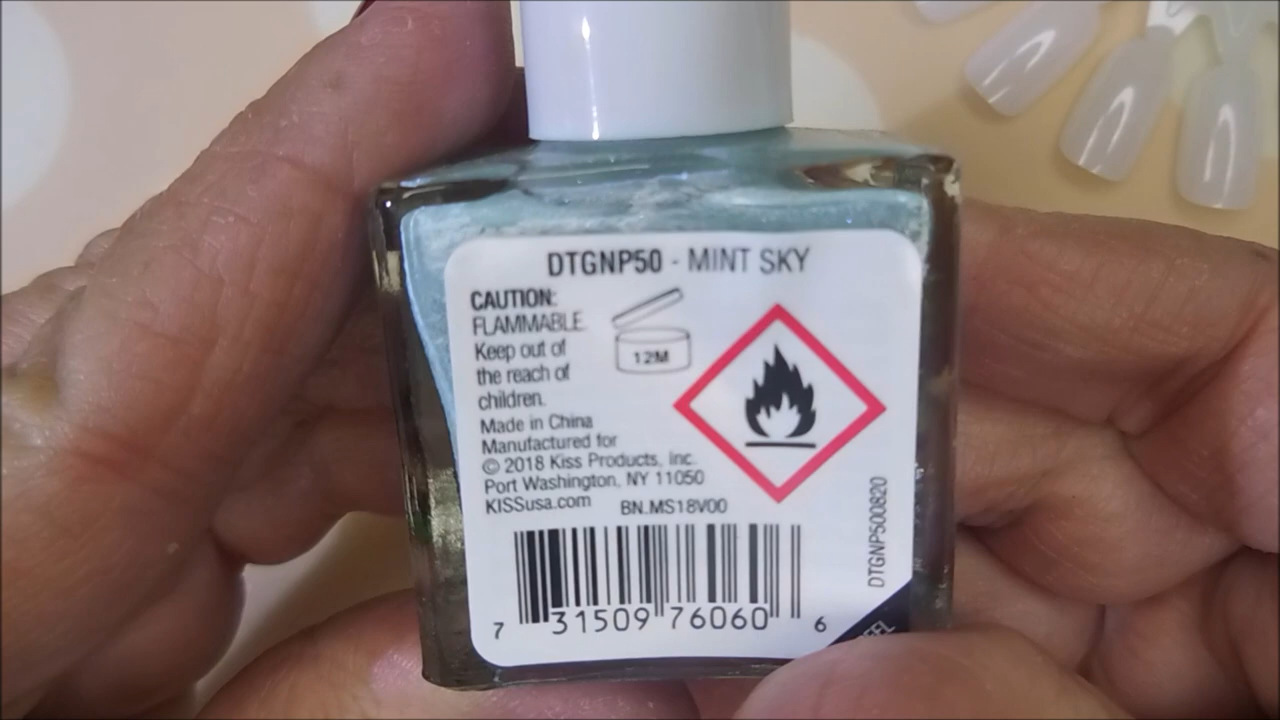 DTGNP50 - MINT SKY
CAUTION:
FLAMMABLE.
Keep out of
the reach of
children.
12M
Made in China
Manufactured for
© 2018 Kiss Products, Inc.
Port Washington, NY 11050
KISSusa.com
BN.MS18V00
DTGNP500820
7 31509 76060 6